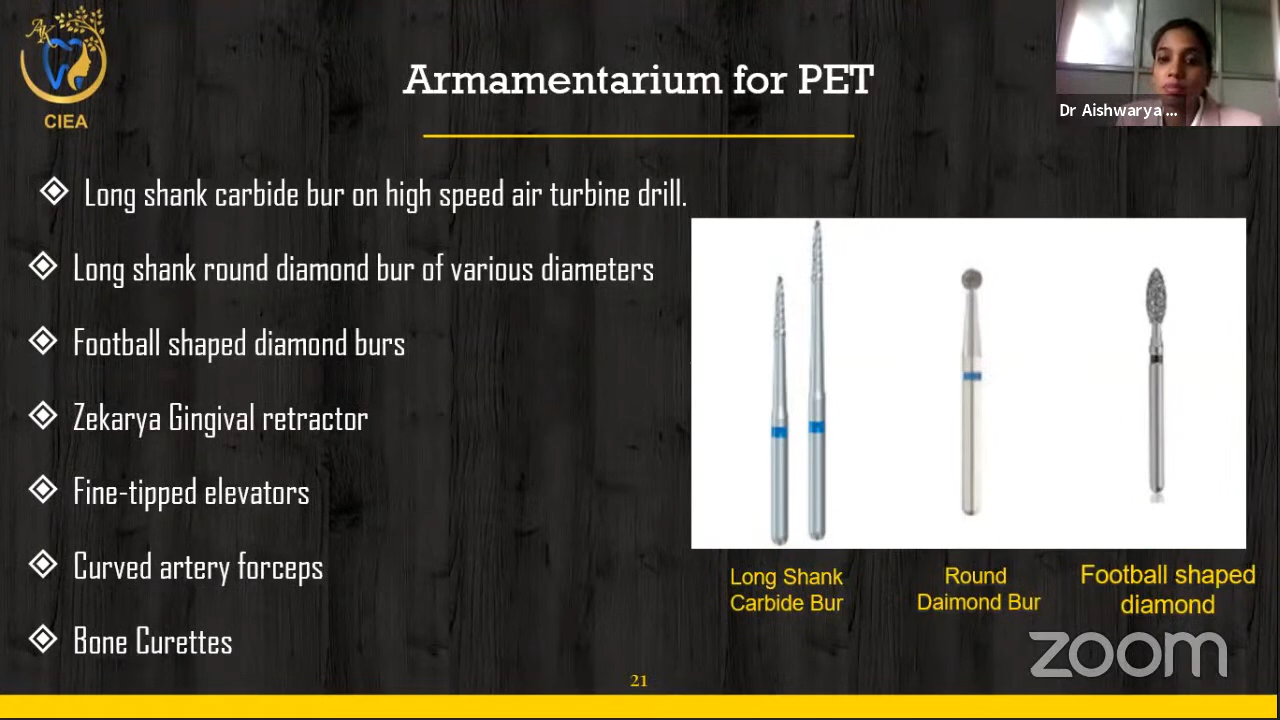 AK
CIEA
Armamentarium for PET
Dr Aishwarya ...
Long shank carbide bur on high speed air turbine drill.
Long shank round diamond bur of various diameters
Football shaped diamond burs
Zekarya Gingival retractor
Fine-tipped elevators
Curved artery forceps
Bone Curettes
Long Shank
Carbide Bur
Round
Daimond Bur
Football shaped
diamond
zoom
21